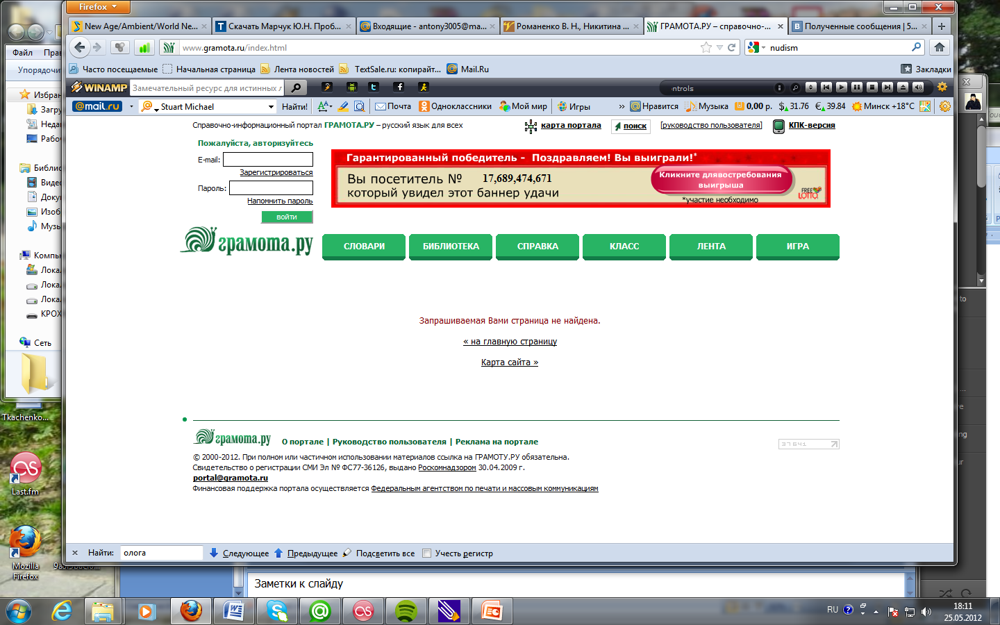 Firefox
New Age/Ambient/World Ne...
Скачать Марчук Ю.Н. Проб...
Входящие - antony3005@ma...
Романенко В. Н., Никитина ...
ГРАМОТА.РУ – справочно-...
Полученные сообщения | 5...
www.gramota.ru/index.html
nudism
Часто посещаемые
Начальная страница
Лента новостей
TextSale.ru: копирайт...
Mail.Ru
Закладки
WINAMP
Замечательный ресурс для истинных л
ntrols
@mail.ru
Stuart Michael
Найти!
Почта
Одноклассники
Мой мир
Игры
»
Нравится
Музыка
0,00 р.
$ 31.76
€ 39.84
Минск +18°C
Справочно-информационный портал ГРАМОТА.РУ – русский язык для всех
карта портала
поиск
[руководство пользователя]
КПК-версия
Пожалуйста, авторизуйтесь
E-mail:
Зарегистрироваться
Пароль:
Напомнить пароль
войти
Гарантированный победитель - Поздравляем! Вы выиграли!*
Вы посетитель № 17,689,474,671
который увидел этот баннер удачи
Кликните длявостребования
выигрыша
*участие необходимо
FREE
LOTTO
грамота.ру
СЛОВАРИ
БИБЛИОТЕКА
СПРАВКА
КЛАСС
ЛЕНТА
ИГРА
Запрашиваемая Вами страница не найдена.
« на главную страницу
Карта сайта »
грамота.ру
О портале | Руководство пользователя | Реклама на портале
37641
© 2000-2012. При полном или частичном использовании материалов ссылка на ГРАМОТУ.РУ обязательна.
Свидетельство о регистрации СМИ Эл № ФС77-36126, выдано Роскомнадзором 30.04.2009 г.
portal@gramota.ru
Финансовая поддержка портала осуществляется Федеральным агентством по печати и массовым коммуникациям
Найти:
олога
Следующее
Предыдущее
Подсветить все
Учесть регистр
Файл
Пра
Упорядочи
Избран
Загру
Недав
Рабо
Библио
Видео
Доку
Изоб
Музы
Компь
Лока
Лока
Лока
КРОХ
Сеть
Tkachenko...
Last.fm
Mozilla
Firefox
Заметки к слайду
RU
18:11
25.05.2012